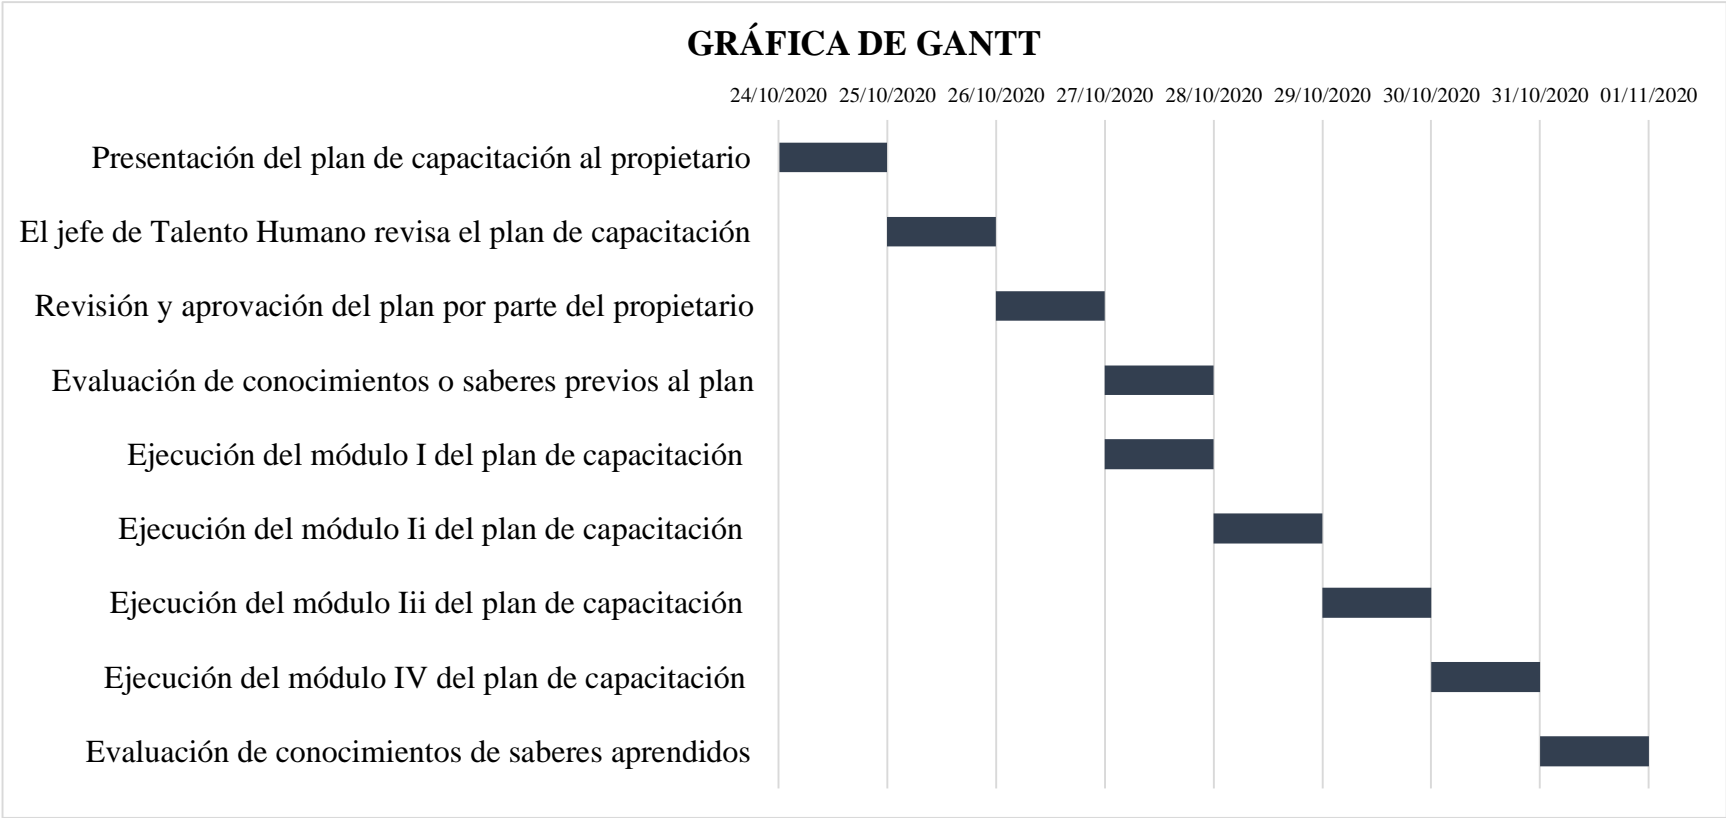 GRÁFICA DE GANTT
24/10/2020 25/10/2020 26/10/2020 27/10/2020 28/10/2020 29/10/2020 30/10/2020 31/10/2020 01/11/2020
Presentación del plan de capacitación al propietario
El jefe de Talento Humano revisa el plan de capacitación
Revisión y aprovación del plan por parte del propietario
Evaluación de conocimientos o saberes previos al plan
Ejecución del módulo I del plan de capacitación
Ejecución del módulo Ii del plan de capacitación
Ejecución del módulo Iii del plan de capacitación
Ejecución del módulo IV del plan de capacitación
Evaluación de conocimientos de saberes aprendidos